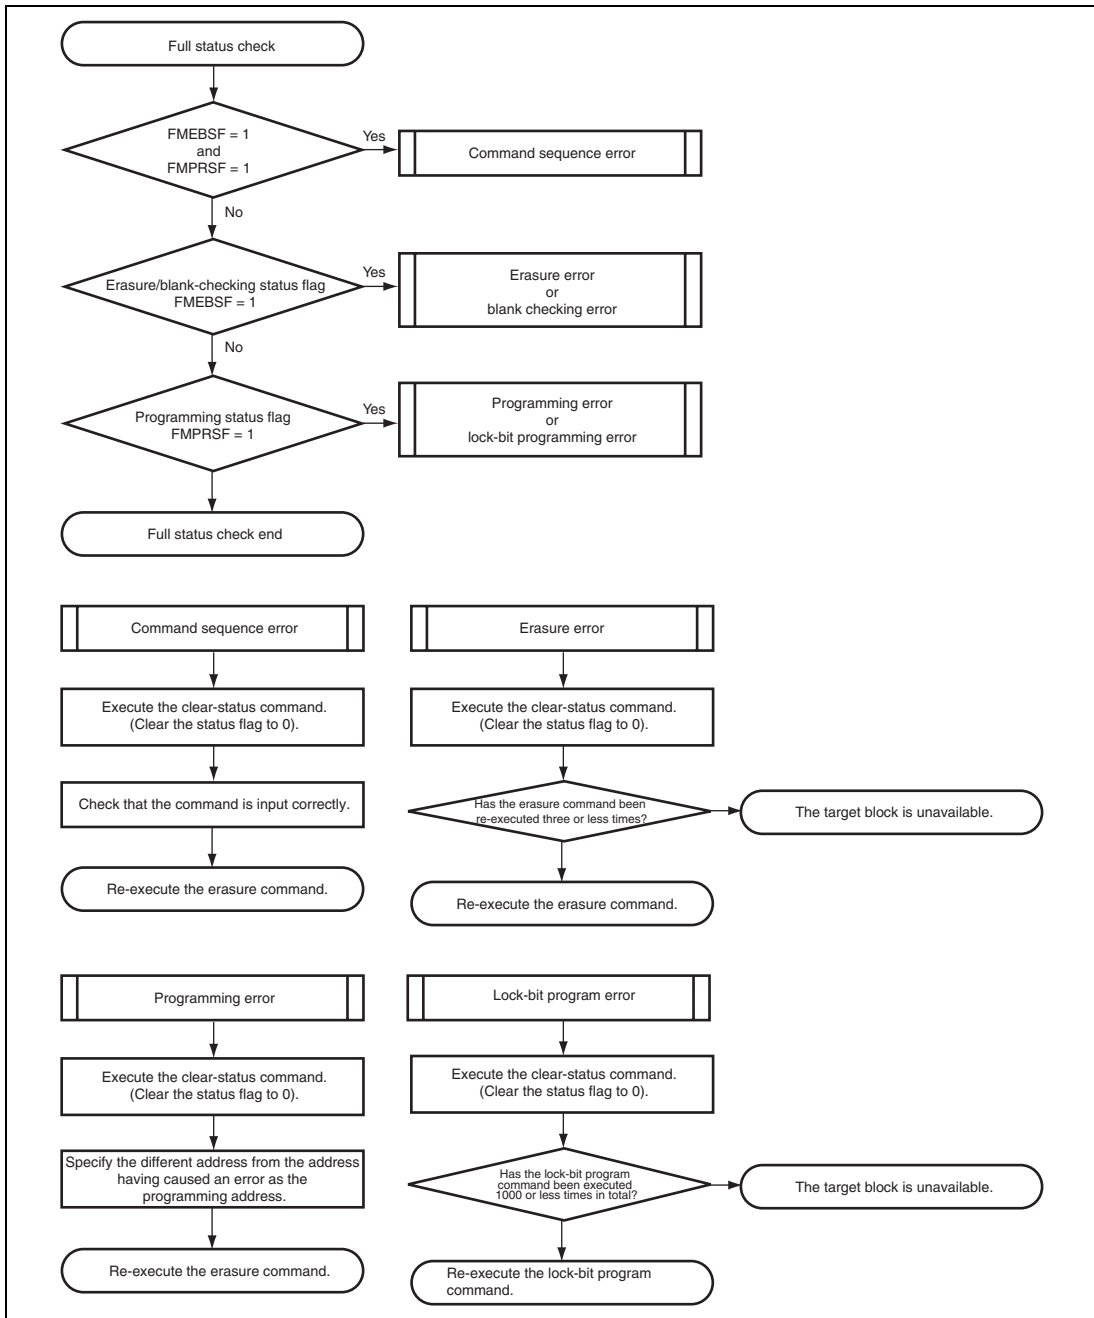 Full status check
FMEBSF = 1
and
FMPRSF = 1
Yes
Command sequence error
No
Erasure/blank-checking status flag
FMEBSF = 1
Yes
Erasure error
or
blank checking error
No
Programming status flag
FMPRSF = 1
Yes
Programming error
or
lock-bit programming error
Full status check end
Command sequence error
Execute the clear-status command.
(Clear the status flag to 0).
Check that the command is input correctly.
Re-execute the erasure command.
Erasure error
Execute the clear-status command.
(Clear the status flag to 0).
Has the erasure command been
re-executed three or less times?
The target block is unavailable.
Re-execute the erasure command.
Programming error
Execute the clear-status command.
(Clear the status flag to 0).
Specify the different address from the address
having caused an error as the
programming address.
Re-execute the erasure command.
Lock-bit program error
Execute the clear-status command.
(Clear the status flag to 0).
Has the lock-bit program
command been executed
1000 or less times in total?
The target block is unavailable.
Re-execute the lock-bit program
command.